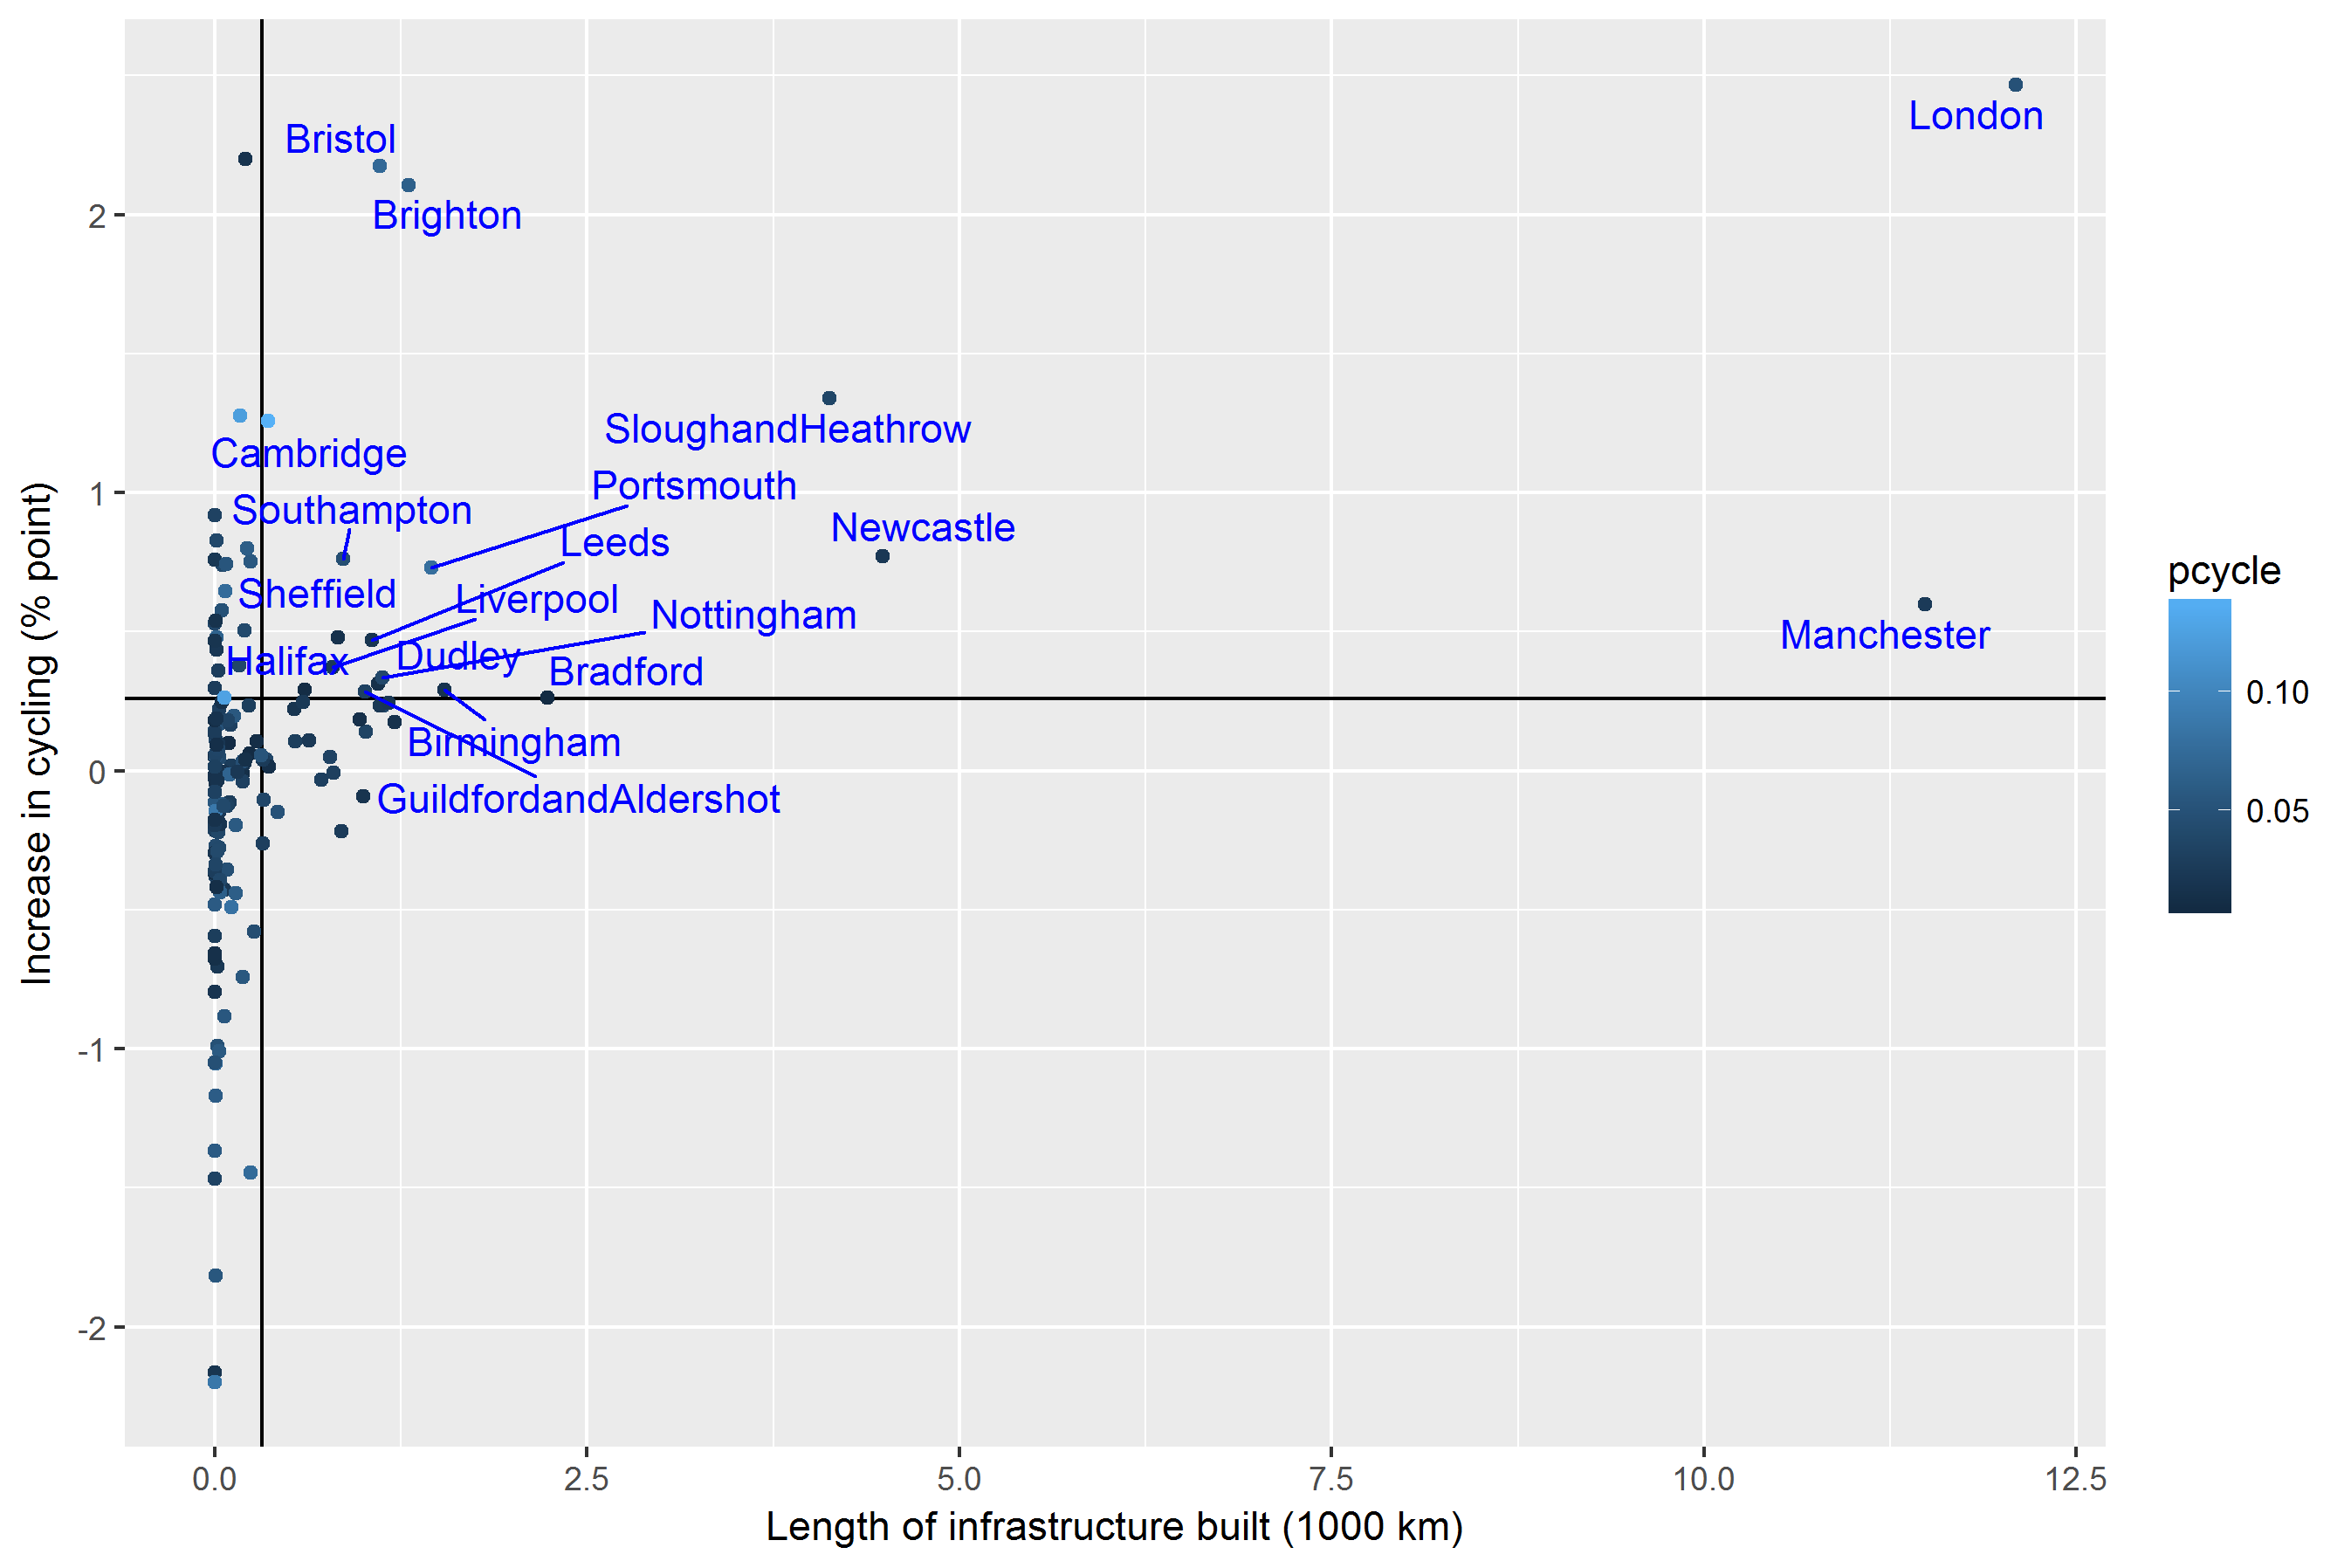 Increase in cycling (% point)
2
1
0
-1
-2
Bristol
Brighton
London
SloughandHeathrow
Cambridge
Portsmouth
Southampton
Newcastle
Leeds
Sheffield
Liverpool
Nottingham
Manchester
Halifax
Dudley
Bradford
Birmingham
GuildfordandAldershot
0.0
2.5
5.0
7.5
10.0
12.5
Length of infrastructure built (1000 km)
pcycle
0.10
0.05